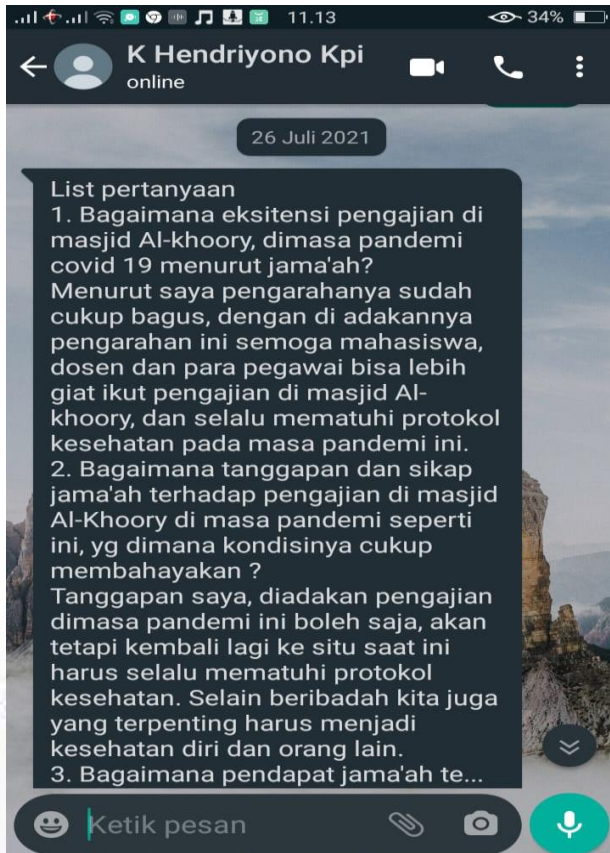 11.13
34%
K Hendriyono Kpi
online
26 Juli 2021
List pertanyaan
1. Bagaimana eksitensi pengajian di
masjid Al-khoory, dimasa pandemi
covid 19 menurut jama'ah?
Menurut saya pengarahanya sudah
cukup bagus, dengan di adakannya
pengarahan ini semoga mahasiswa,
dosen dan para pegawai bisa lebih
giat ikut pengajian di masjid Al-
khoory, dan selalu mematuhi protokol
kesehatan pada masa pandemi ini.
2. Bagaimana tanggapan dan sikap
jama'ah terhadap pengajian di masjid
Al-Khoory di masa pandemi seperti
ini, yg dimana kondisinya cukup
membahayakan ?
Tanggapan saya, diadakan pengajian
dimasa pandemi ini boleh saja, akan
tetapi kembali lagi ke situ saat ini
harus selalu mematuhi protokol
kesehatan. Selain beribadah kita juga
yang terpenting harus menjadi
kesehatan diri dan orang lain.
3. Bagaimana pendapat jama'ah te...
Ketik pesan